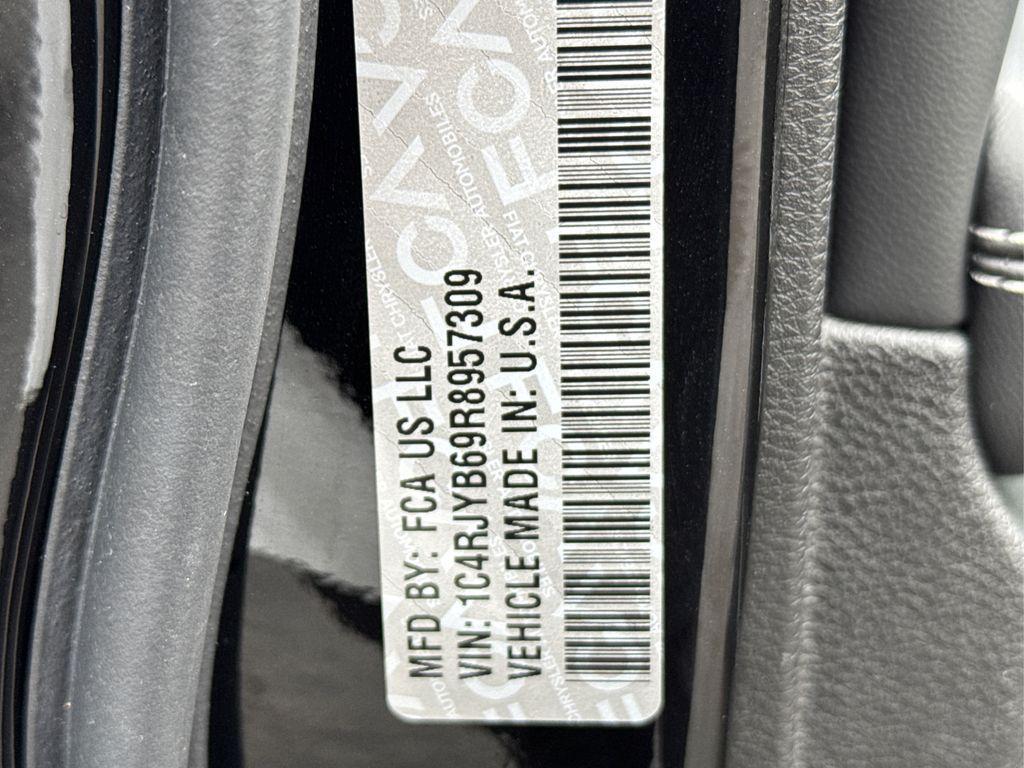 MFD BY: FCA US LLC
VIN: 1C4RJYB69R8957309
VEHICLE MADE IN: U.S.A.